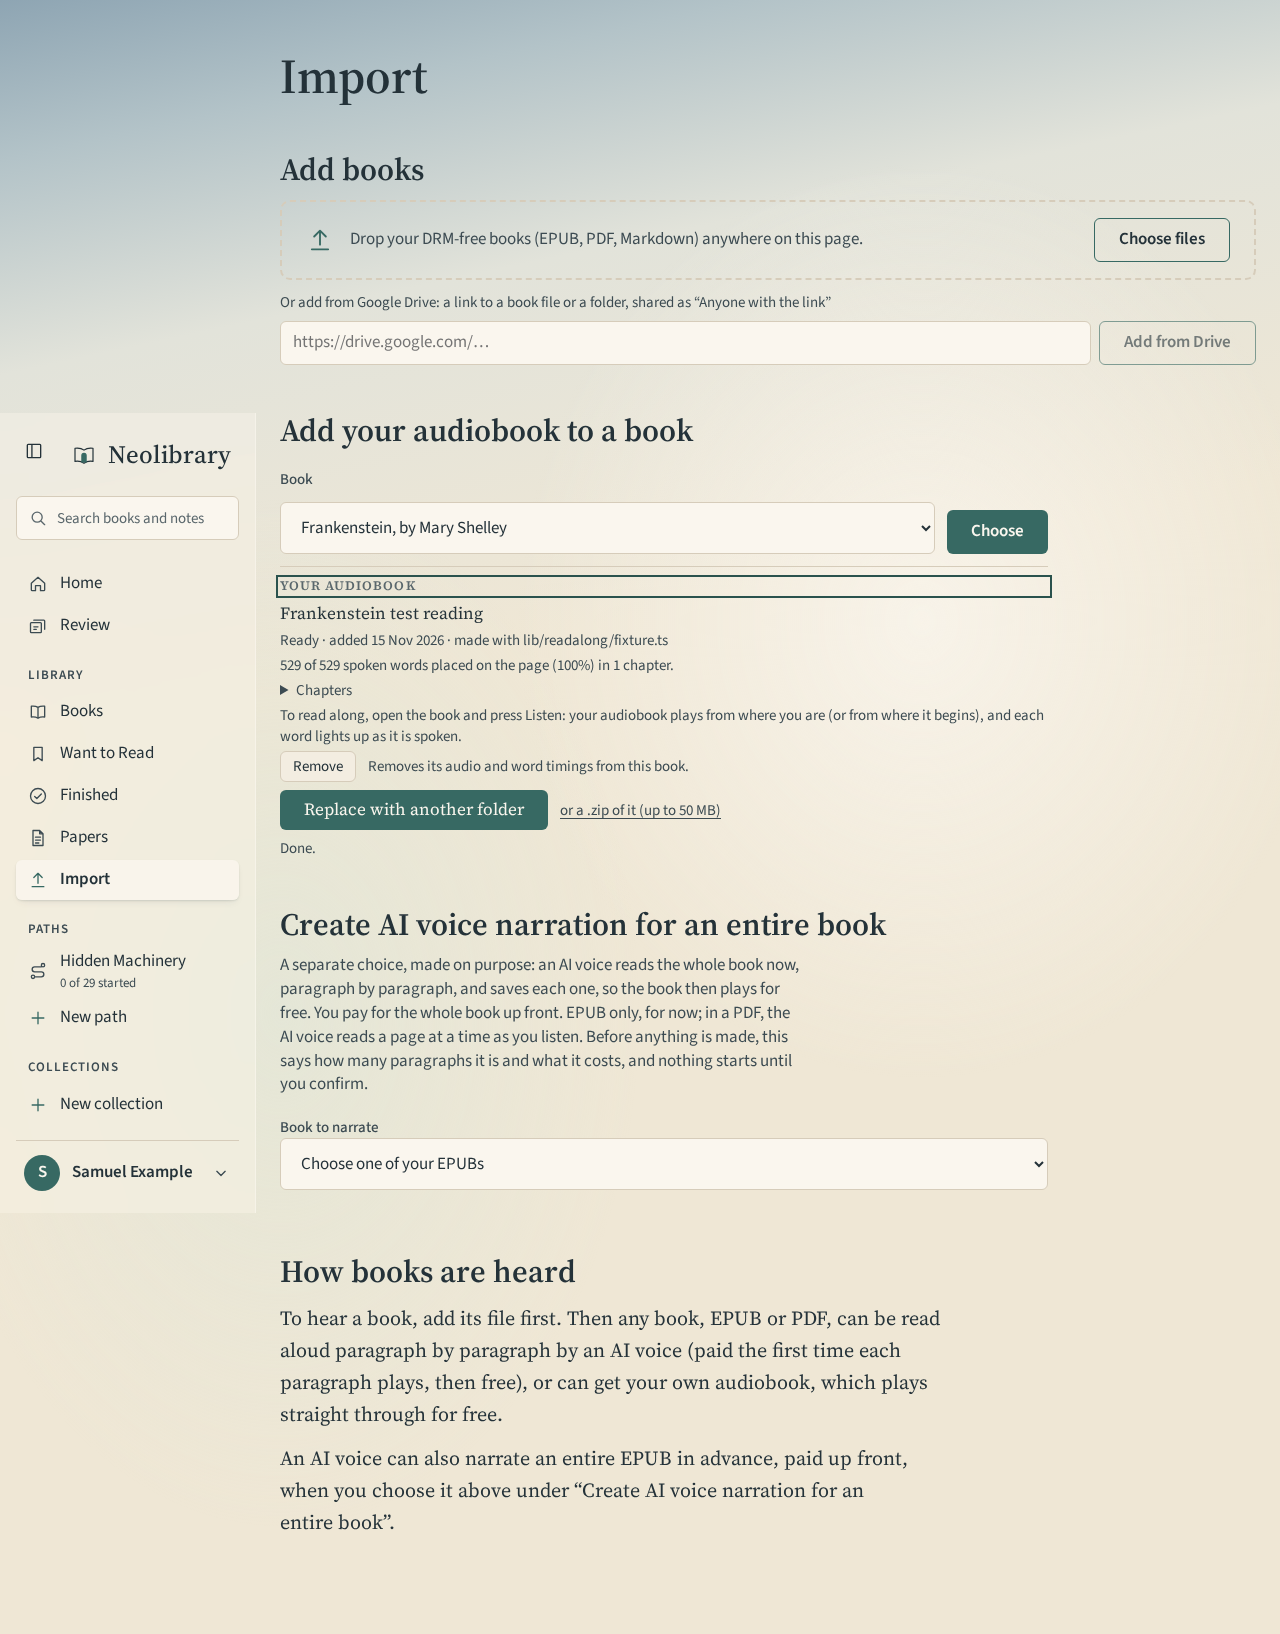 Import
Add books
Drop your DRM-free books (EPUB, PDF, Markdown) anywhere on this page.
Choose files
Or add from Google Drive: a link to a book file or a folder, shared as “Anyone with the link”
https://drive.google.com/…
Add from Drive
Neolibrary
Search books and notes
Home
Review
LIBRARY
Books
Want to Read
Finished
Papers
Import
PATHS
Hidden Machinery
0 of 29 started
New path
COLLECTIONS
New collection
S
Samuel Example
Add your audiobook to a book
Book
Frankenstein, by Mary Shelley
Choose
YOUR AUDIOBOOK
Frankenstein test reading
Ready · added 15 Nov 2026 · made with lib/readalong/fixture.ts
529 of 529 spoken words placed on the page (100%) in 1 chapter.
Chapters
To read along, open the book and press Listen: your audiobook plays from where you are (or from where it begins), and each
word lights up as it is spoken.
Remove
Removes its audio and word timings from this book.
Replace with another folder
or a .zip of it (up to 50 MB)
Done.
Create AI voice narration for an entire book
A separate choice, made on purpose: an AI voice reads the whole book now,
paragraph by paragraph, and saves each one, so the book then plays for
free. You pay for the whole book up front. EPUB only, for now; in a PDF, the
AI voice reads a page at a time as you listen. Before anything is made, this
says how many paragraphs it is and what it costs, and nothing starts until
you confirm.
Book to narrate
Choose one of your EPUBs
How books are heard
To hear a book, add its file first. Then any book, EPUB or PDF, can be read
aloud paragraph by paragraph by an AI voice (paid the first time each
paragraph plays, then free), or can get your own audiobook, which plays
straight through for free.
An AI voice can also narrate an entire EPUB in advance, paid up front,
when you choose it above under “Create AI voice narration for an
entire book”.